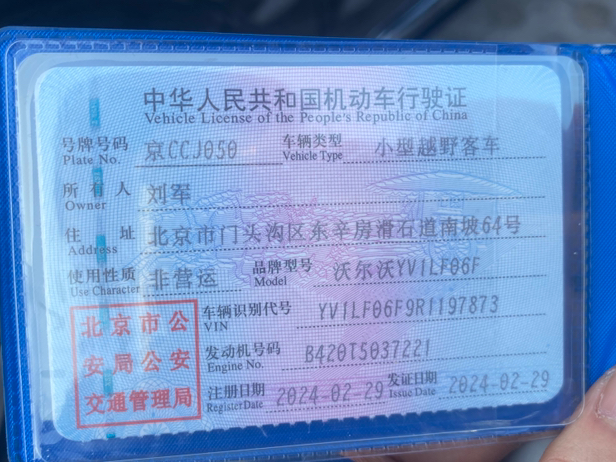 中华人民共和国机动车行驶证
Vehicle License of the People's Republic of China
号牌号码 京CCJ050 车辆类型 小型越野客车
Plate No. Vehicle Type
所有人 刘军
Owner
住址 北京市门头沟区东辛房滑石道南坡64号
Address
使用性质 非营运 品牌型号 沃尔沃YV1LF06F
Use Character Model
车辆识别代号 YV1LF06F9R1197873
VIN
发动机号码 B420T5037221
Engine No.
注册日期 2024-02-29 发证日期 2024-02-29
Register Date Issue Date
北京市公
安局公安
交通管理局